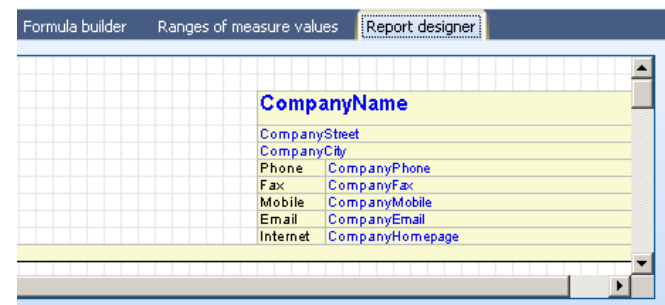 Formula builder Ranges of measure values Report designer
CompanyName
CompanyStreet
CompanyCity
Phone CompanyPhone
Fax CompanyFax
Mobile CompanyMobile
Email CompanyEmail
Internet CompanyHomepage